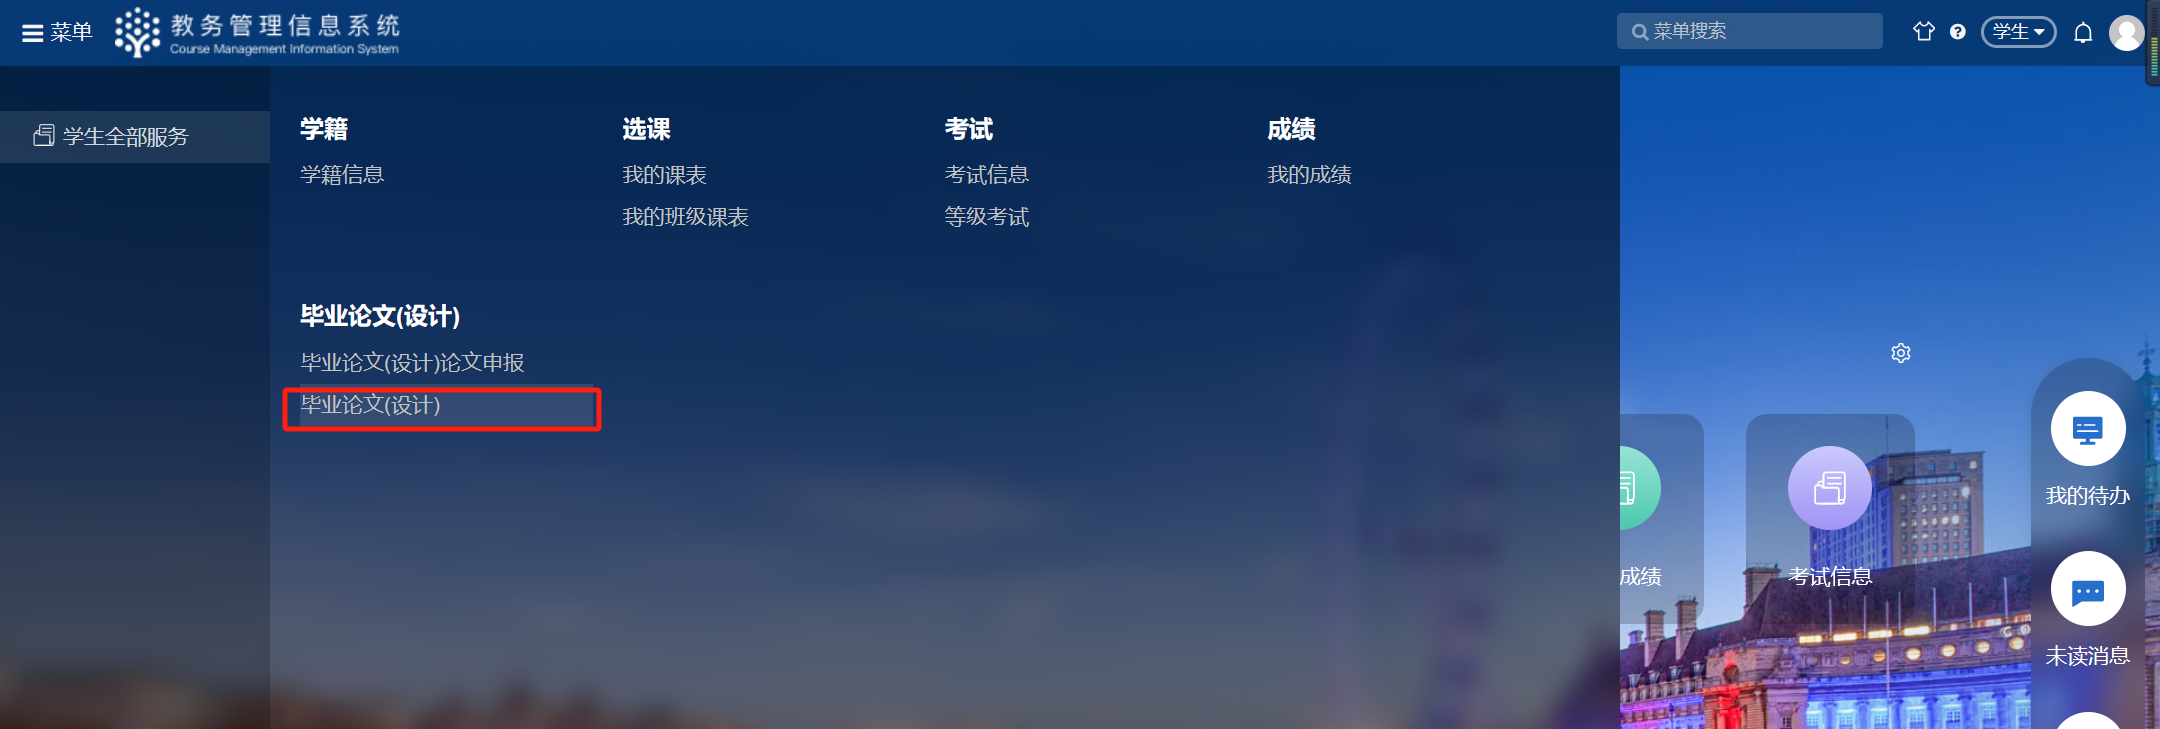 菜单
教务管理信息系统
Course Management Information System
菜单搜索
学生
学生全部服务
学籍
学籍信息
选课
我的课表
我的班级课表
考试
考试信息
等级考试
成绩
我的成绩
毕业论文(设计)
毕业论文(设计)论文申报
毕业论文(设计)
成绩
考试信息
我的待办
未读消息